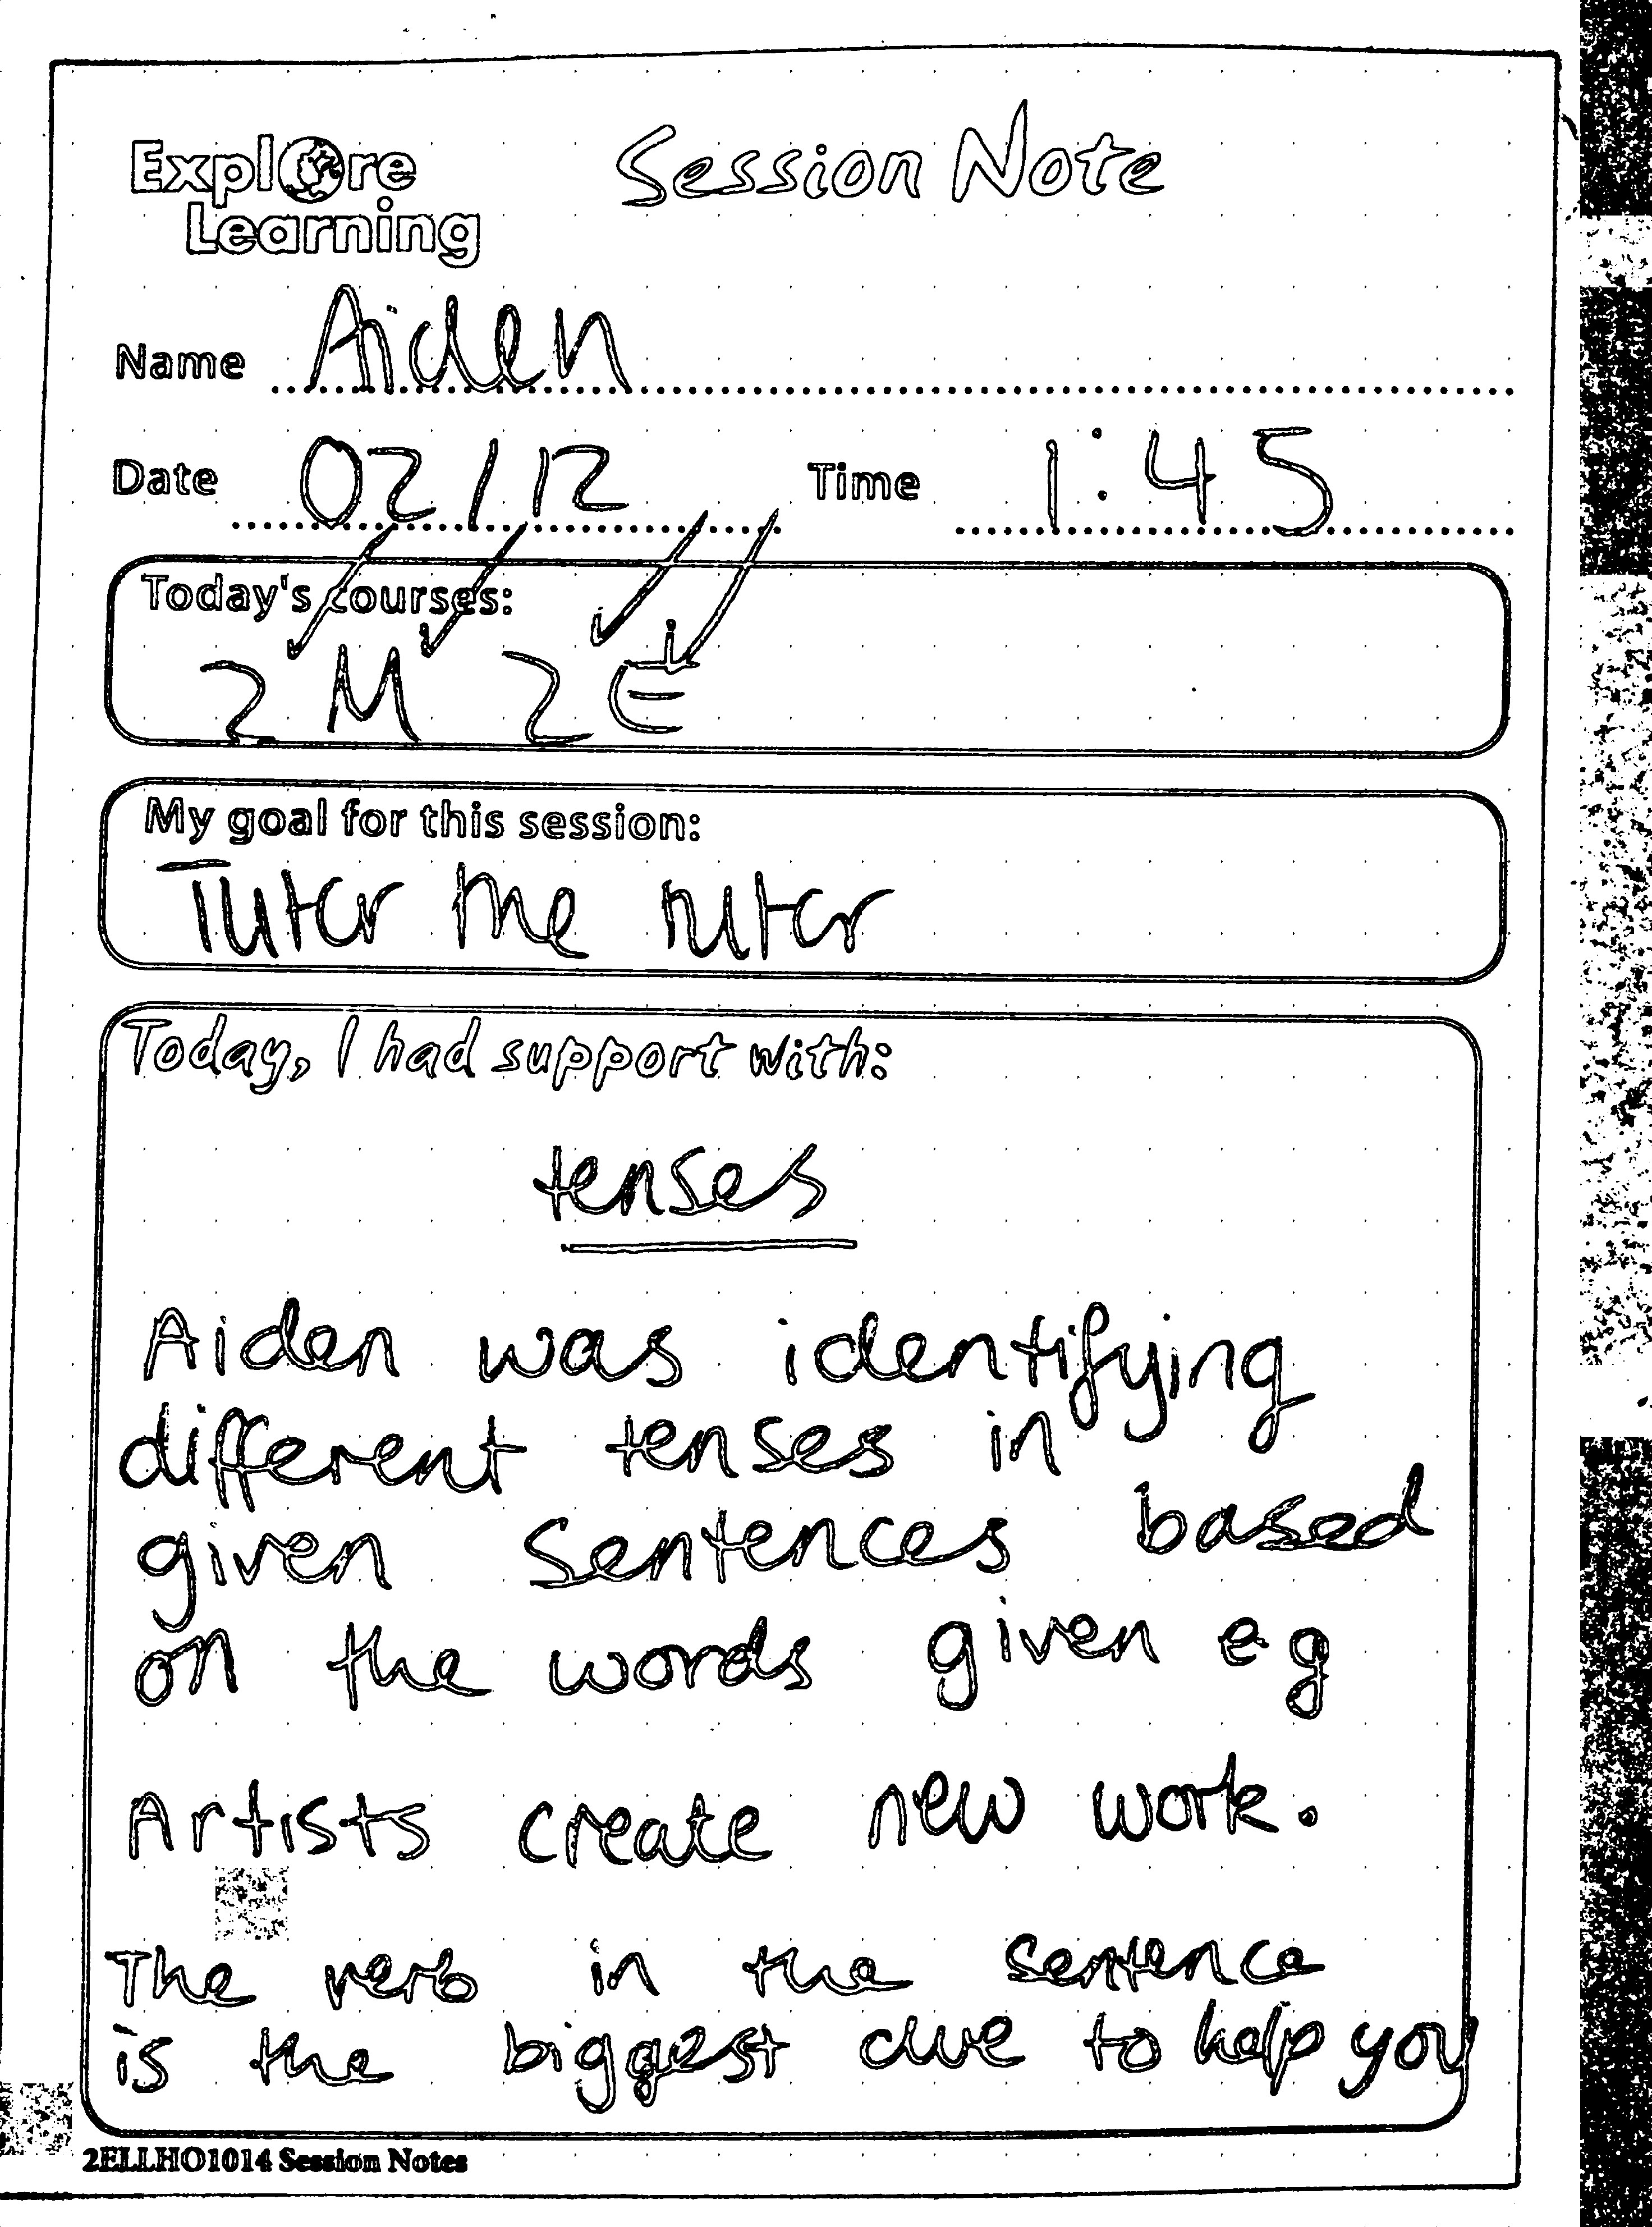 Explore
Learning
Session Note
Name Aiden
Date 02/12 Time 1:45
Today's courses:
2 M 2E
My goal for this session:
Tutor the tutor
Today, I had support with:
tenses
Aiden was identifying
different tenses in
given sentences based
on the words given eg
Artists create new work.
The verb in the sentence
is the biggest clue to help you
2ELLHO1014 Session Notes